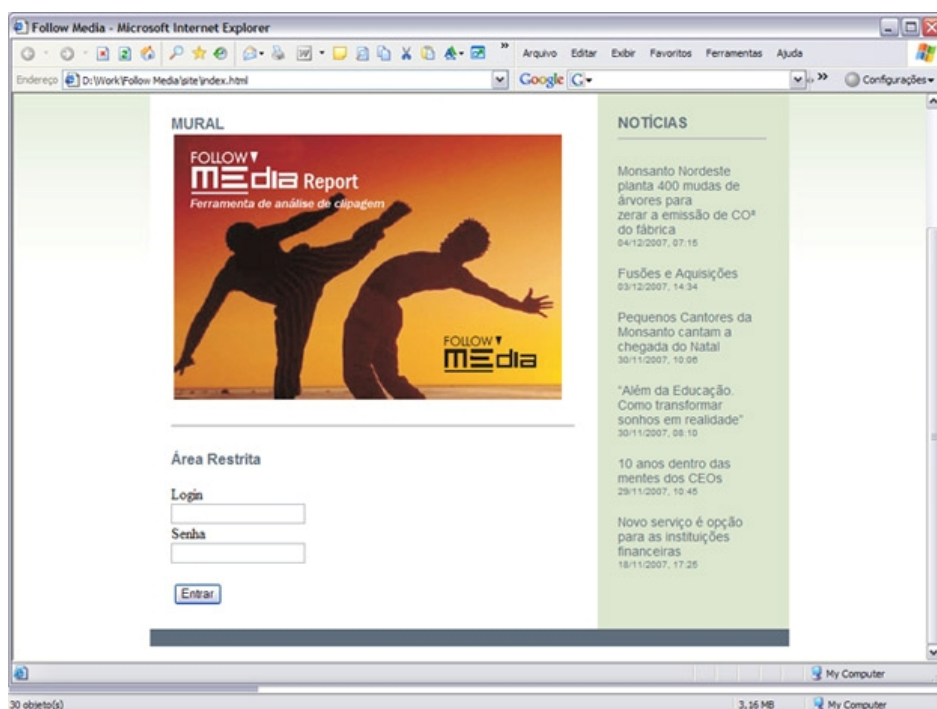 Follow Media - Microsoft Internet Explorer
Arquivo Editar Exibir Favoritos Ferramentas Ajuda
Endereço D:\Work\Follow Media\site\index.html Google Configurações
MURAL
FOLLOW
mEdia Report
Ferramenta de análise de clipagem
FOLLOW
mEdia
Área Restrita
Login
Senha
Entrar
NOTÍCIAS
Monsanto Nordeste
planta 400 mudas de
árvores para
zerar a emissão de CO²
do fábrica
04/12/2007, 07:15
Fusões e Aquisições
03/12/2007, 14:34
Pequenos Cantores da
Monsanto cantam a
chegada do Natal
30/11/2007, 10:06
"Além da Educação.
Como transformar
sonhos em realidade"
30/11/2007, 08:10
10 anos dentro das
mentes dos CEOs
29/11/2007, 10:45
Novo serviço é opção
para as instituições
financeiras
18/11/2007, 17:25
My Computer
30 objeto(s) 3,16 MB My Computer